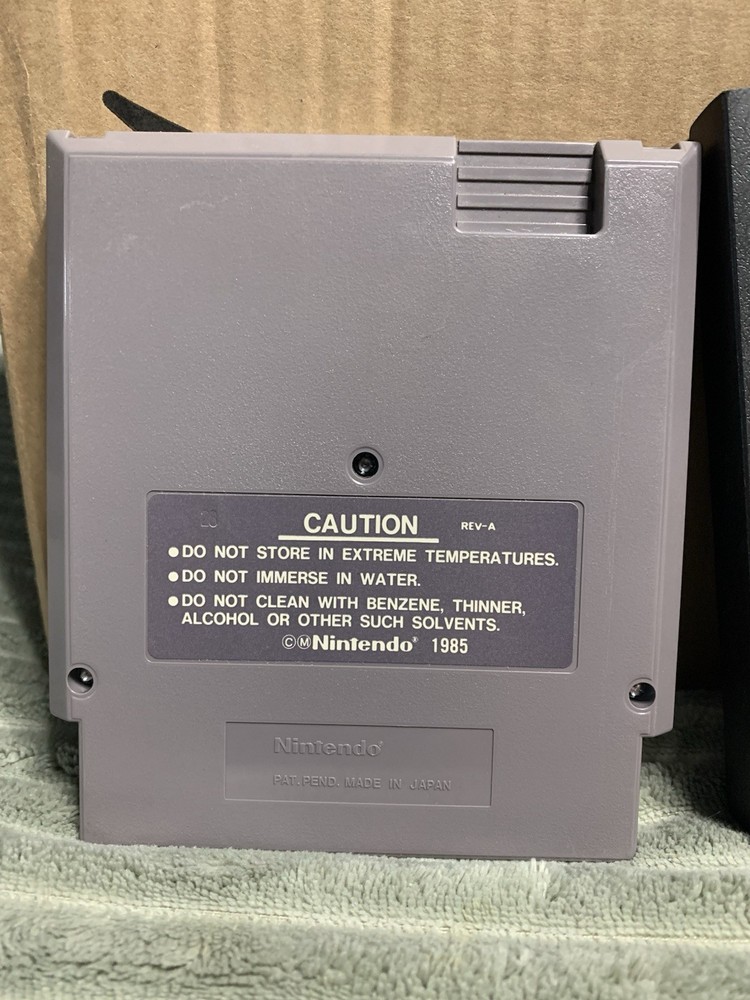 CAUTION REV-A
●DO NOT STORE IN EXTREME TEMPERATURES.
●DO NOT IMMERSE IN WATER.
●DO NOT CLEAN WITH BENZENE, THINNER,
ALCOHOL OR OTHER SUCH SOLVENTS.
©ⓂNintendo® 1985
Nintendo®
PAT. PEND. MADE IN JAPAN